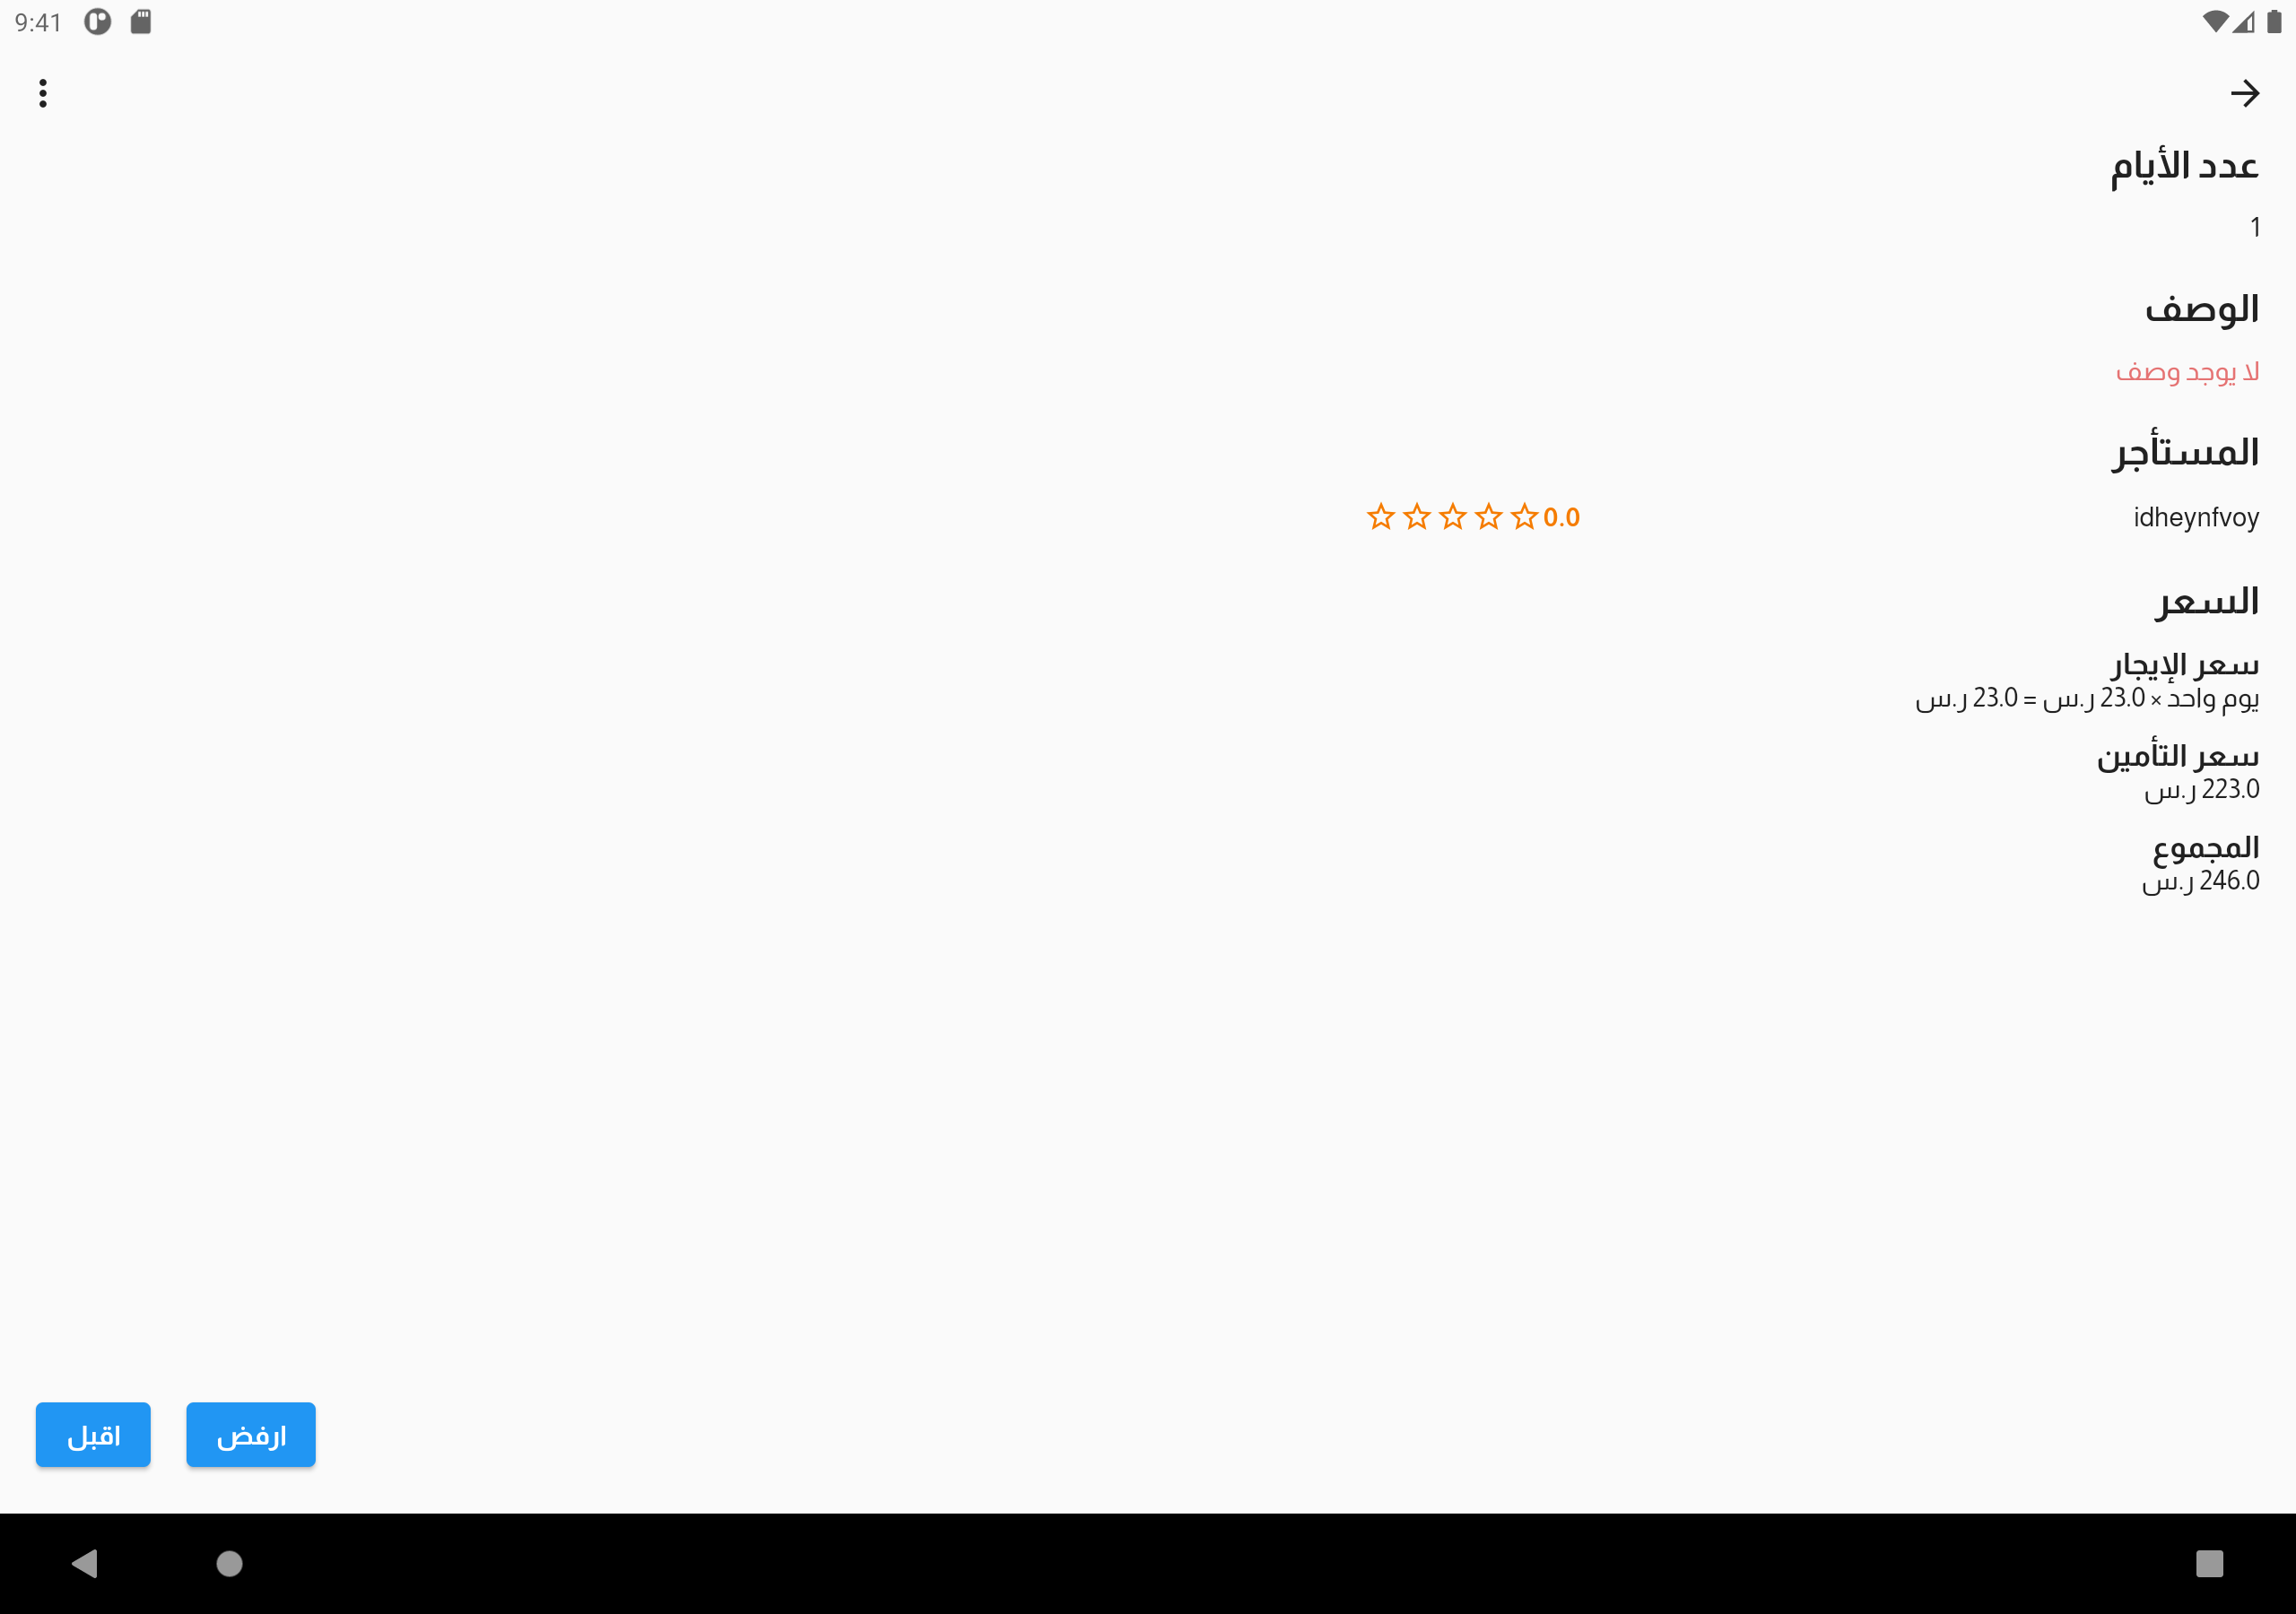 9:41
عدد الأيام
1
الوصف
لا يوجد وصف
المستأجر
idheynfvoy 0.0
السعر
سعر الإيجار
يوم واحد × 23.0 ر.س = 23.0 ر.س
سعر التأمين
223.0 ر.س
المجموع
246.0 ر.س
ارفض
اقبل